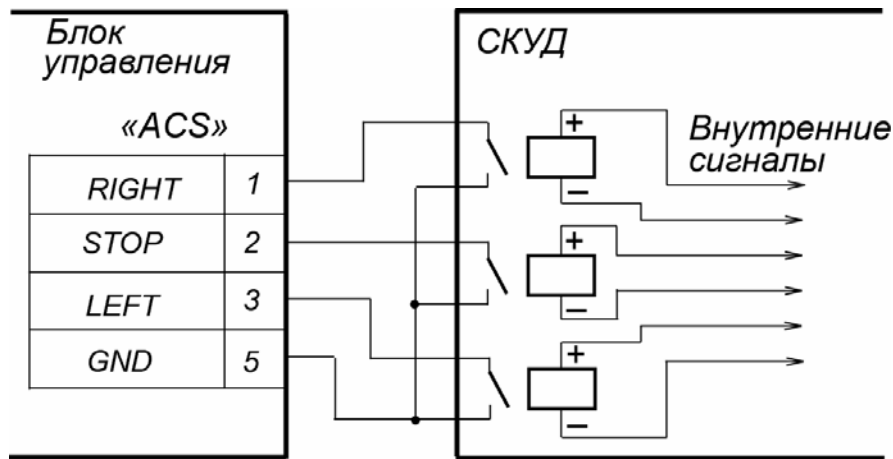 Блок
управления
«ACS»
RIGHT 1
STOP 2
LEFT 3
GND 5
СКУД
+
−
+
−
+
−
Внутренние
сигналы